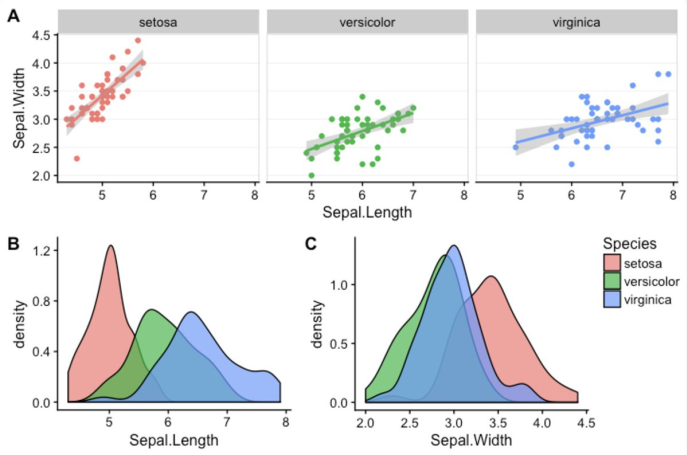 A
setosa versicolor virginica
4.5
4.0
3.5
3.0
2.5
2.0
Sepal.Width
5 6 7 8 5 6 7 8 5 6 7 8
Sepal.Length
B
1.2
0.8
0.4
0.0
density
5 6 7 8
Sepal.Length
C
1.0
0.5
0.0
density
2.0 2.5 3.0 3.5 4.0 4.5
Sepal.Width
Species
setosa
versicolor
virginica